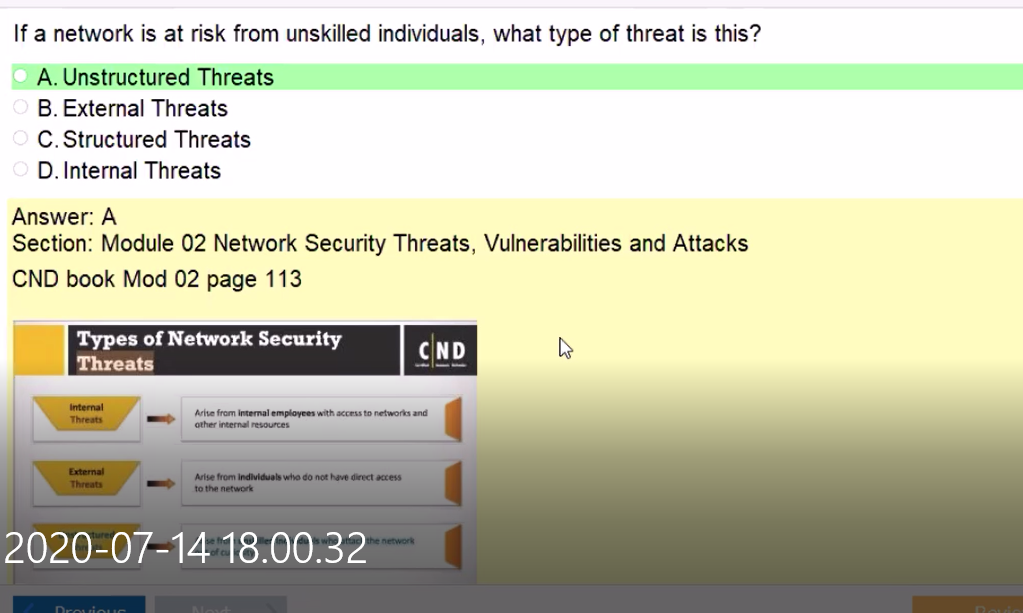 If a network is at risk from unskilled individuals, what type of threat is this?
A. Unstructured Threats
B. External Threats
C. Structured Threats
D. Internal Threats
Answer: A
Section: Module 02 Network Security Threats, Vulnerabilities and Attacks
CND book Mod 02 page 113
Types of Network Security
Threats
CND
Internal
Threats
Arise from internal employees with access to networks and
other internal resources
External
Threats
Arise from individuals who do not have direct access
to the network
the network
2020-07-14 18.00.32
Previous
Next